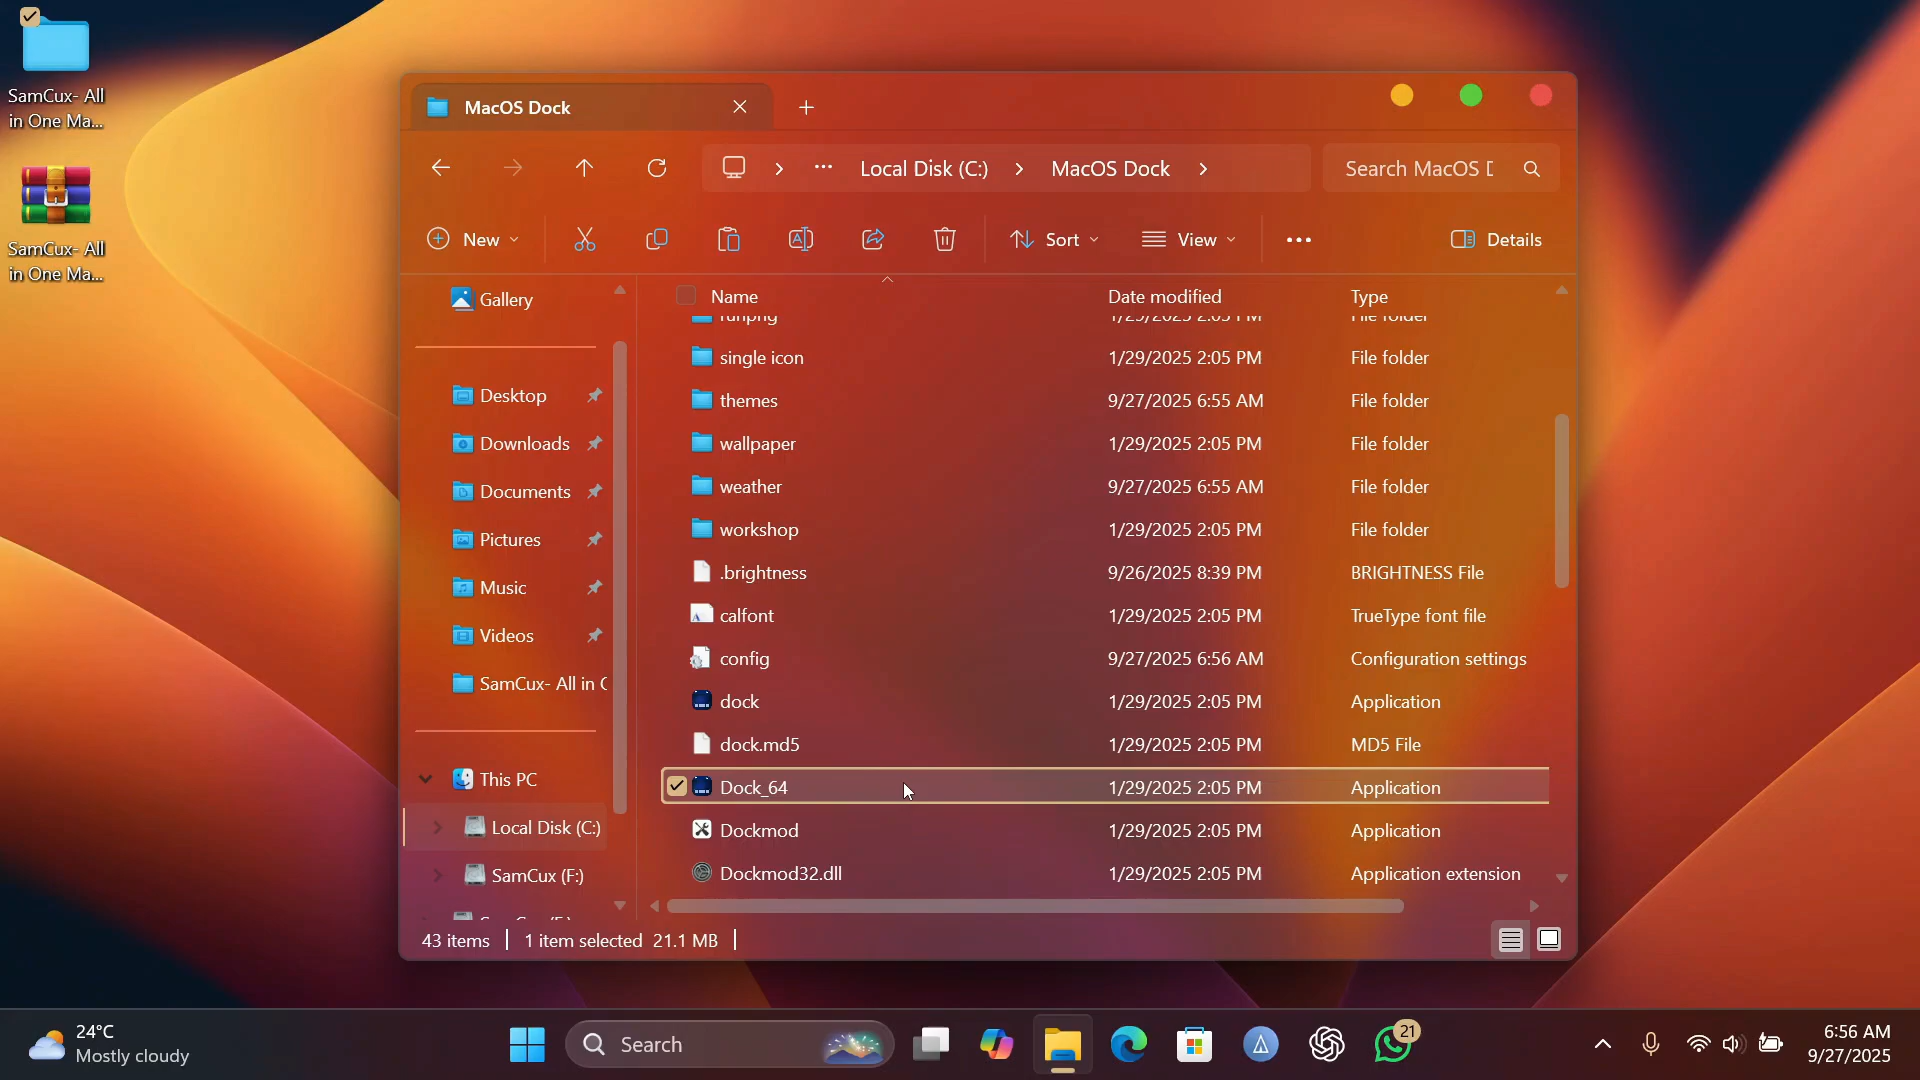 SamCux- All
in One Ma...
SamCux- All
in One Ma...
MacOS Dock
Local Disk (C:)
MacOS Dock
Search MacOS D
New
Sort
View
Details
Gallery
Desktop
Downloads
Documents
Pictures
Music
Videos
SamCux- All in O
This PC
Local Disk (C:)
SamCux (F:)
Name Date modified Type
runpng 1/29/2025 2:05 PM File folder
single icon 1/29/2025 2:05 PM File folder
themes 9/27/2025 6:55 AM File folder
wallpaper 1/29/2025 2:05 PM File folder
weather 9/27/2025 6:55 AM File folder
workshop 1/29/2025 2:05 PM File folder
.brightness 9/26/2025 8:39 PM BRIGHTNESS File
calfont 1/29/2025 2:05 PM TrueType font file
config 9/27/2025 6:56 AM Configuration settings
dock 1/29/2025 2:05 PM Application
dock.md5 1/29/2025 2:05 PM MD5 File
Dock_64 1/29/2025 2:05 PM Application
Dockmod 1/29/2025 2:05 PM Application
Dockmod32.dll 1/29/2025 2:05 PM Application extension
43 items 1 item selected 21.1 MB
24°C
Mostly cloudy
Search
21
6:56 AM
9/27/2025